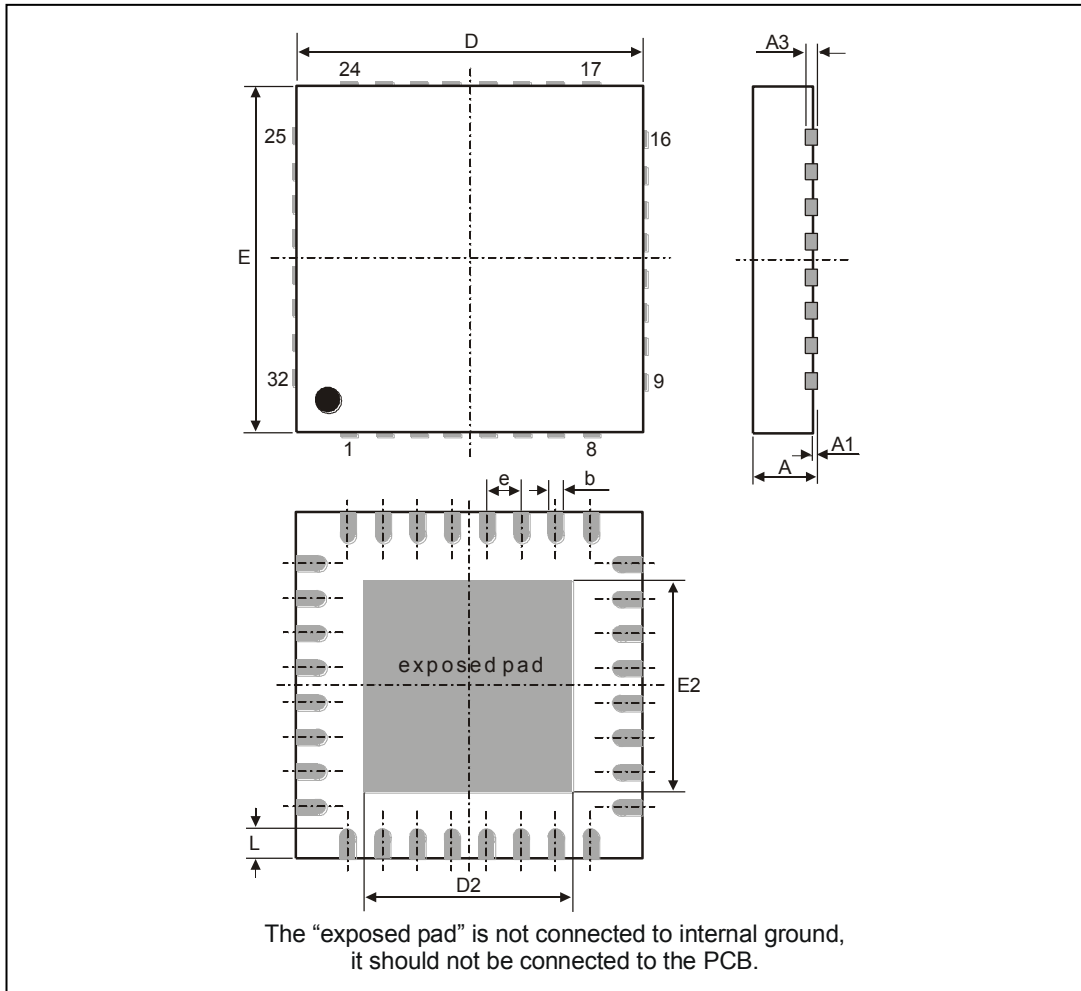 D
A3
24
17
25
16
E
32
9
1
8
A1
A
e
b
exposed pad
E2
L
D2
The “exposed pad” is not connected to internal ground,
it should not be connected to the PCB.